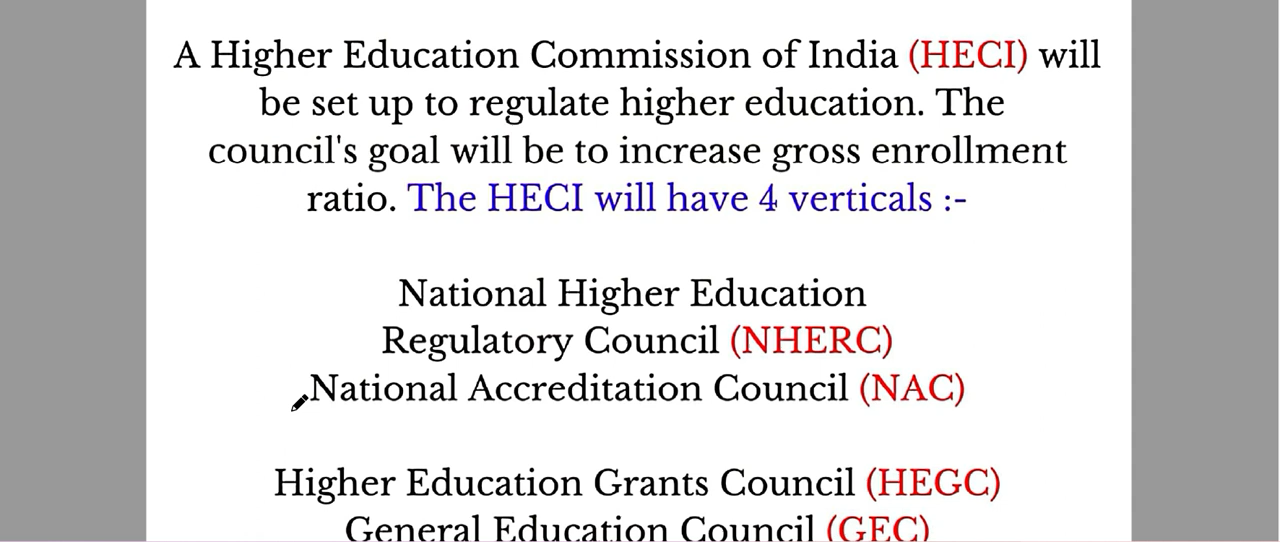 A Higher Education Commission of India (HECI) will
be set up to regulate higher education. The
council's goal will be to increase gross enrollment
ratio. The HECI will have 4 verticals :-
National Higher Education
Regulatory Council (NHERC)
National Accreditation Council (NAC)
Higher Education Grants Council (HEGC)
General Education Council (GEC)